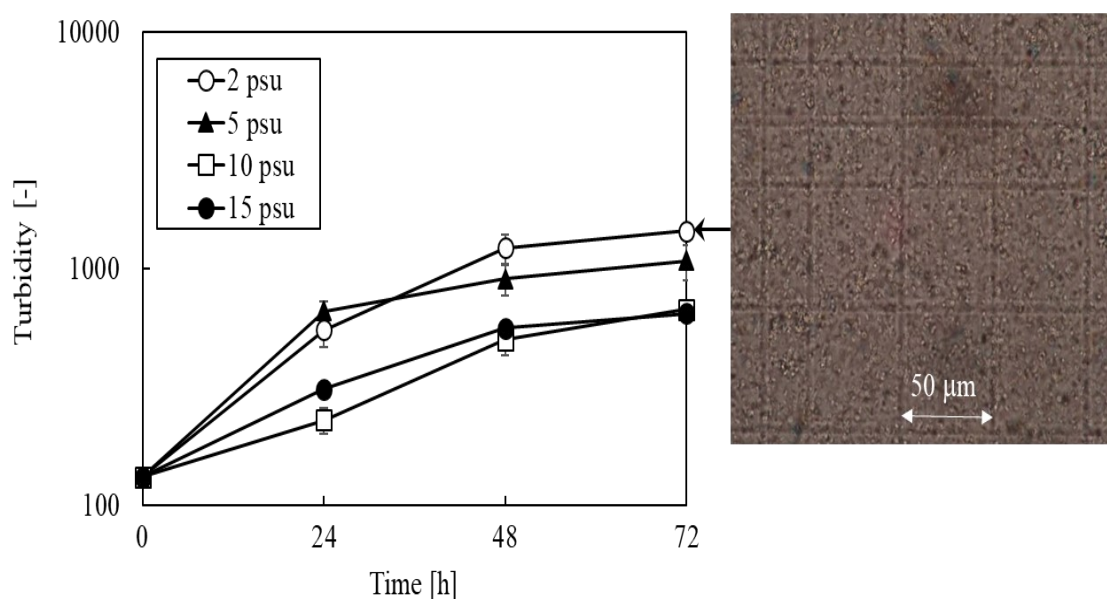 10000
1000
100
Turbidity [-]
2 psu
5 psu
10 psu
15 psu
0 24 48 72
Time [h]
50 μm